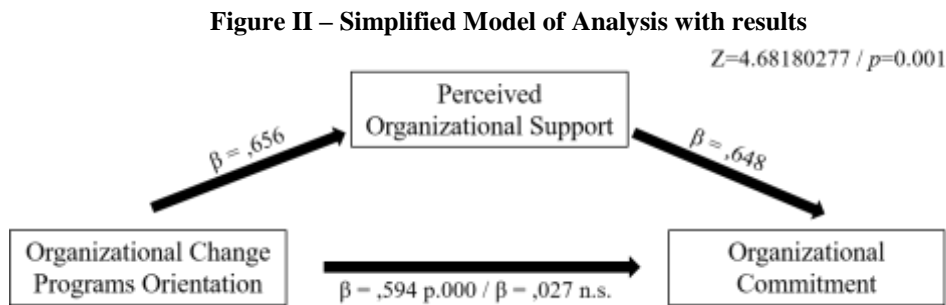 Figure II – Simplified Model of Analysis with results
Z=4.68180277 / p=0.001
Perceived
Organizational Support
β = ,656
β = ,648
Organizational Change
Programs Orientation
Organizational
Commitment
β = ,594 p.000 / β = ,027 n.s.